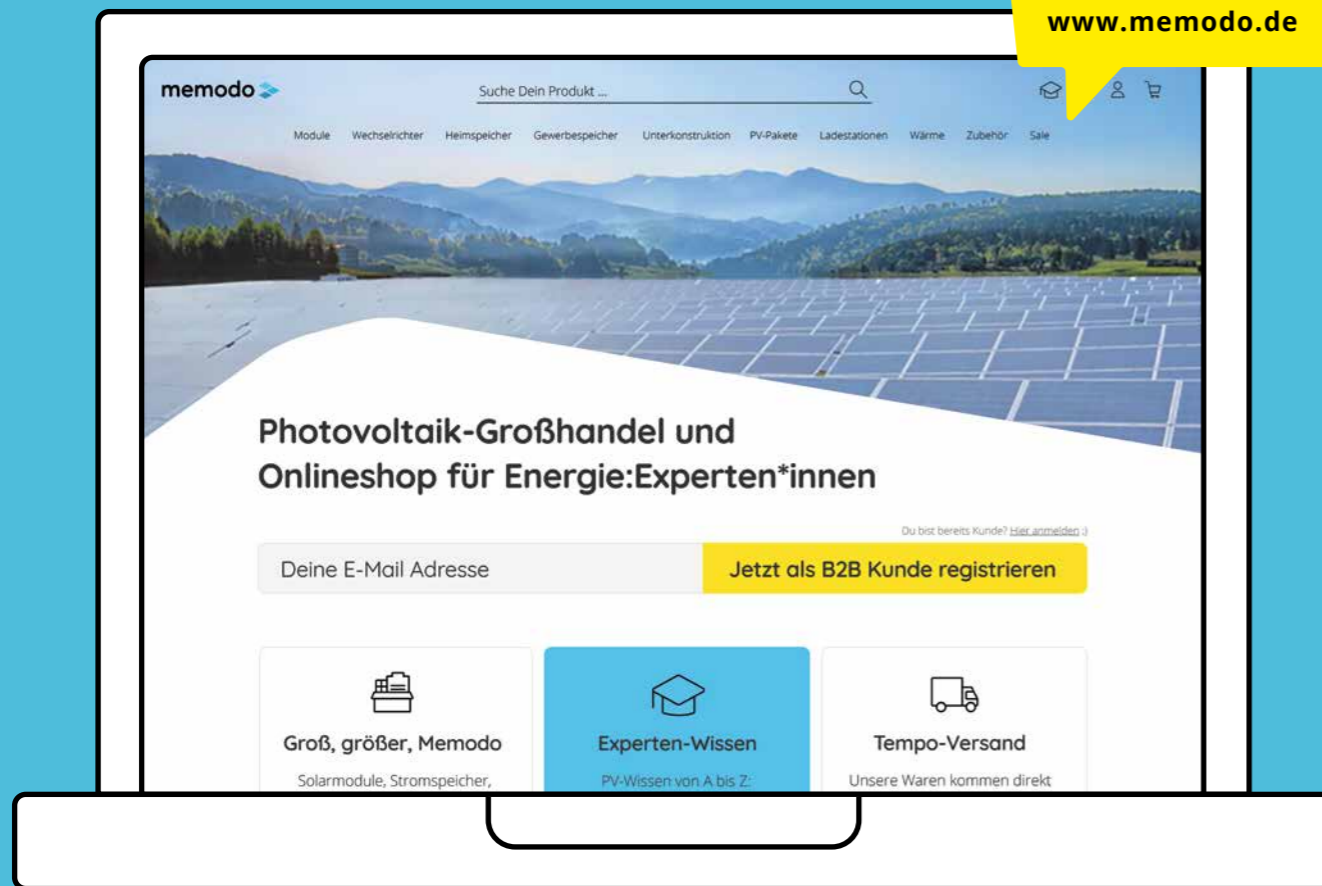 www.memodo.de
memodo
Suche Dein Produkt ...
Module Wechselrichter Heimspeicher Gewerbespeicher Unterkonstruktion PV-Pakete Ladestationen Wärme Zubehör Sale
Photovoltaik-Großhandel und
Onlineshop für Energie:Experten*innen
Du bist bereits Kunde? Hier anmelden :)
Deine E-Mail Adresse Jetzt als B2B Kunde registrieren
Groß, größer, Memodo Experten-Wissen Tempo-Versand
Solarmodule, Stromspeicher, PV-Wissen von A bis Z: Unsere Waren kommen direkt